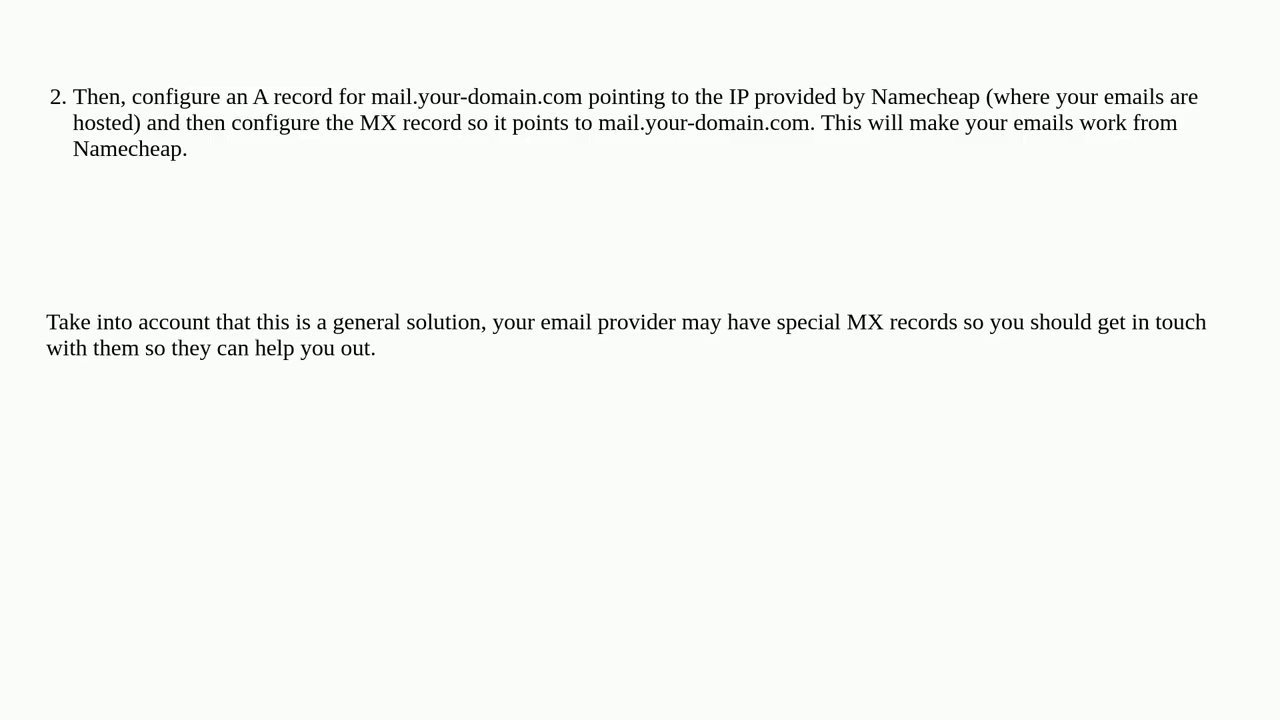 2. Then, configure an A record for mail.your-domain.com pointing to the IP provided by Namecheap (where your emails are
hosted) and then configure the MX record so it points to mail.your-domain.com. This will make your emails work from
Namecheap.
Take into account that this is a general solution, your email provider may have special MX records so you should get in touch
with them so they can help you out.